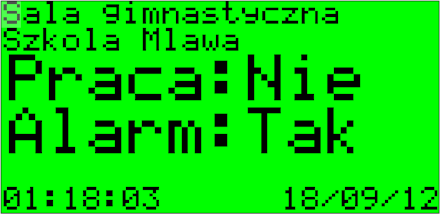 Sala gimnastyczna
Szkola Mlawa
Praca:Nie
Alarm:Tak
01:18:03 18/09/12